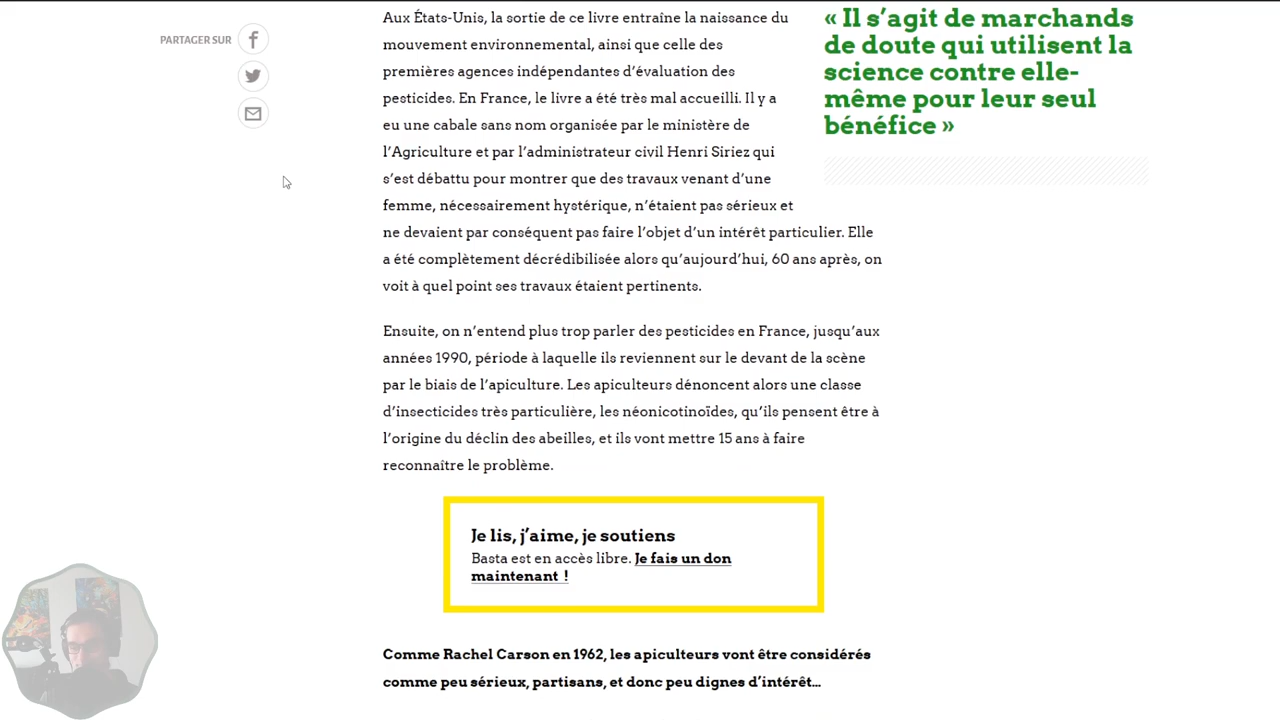 PARTAGER SUR
Aux États-Unis, la sortie de ce livre entraîne la naissance du
mouvement environnemental, ainsi que celle des
premières agences indépendantes d’évaluation des
pesticides. En France, le livre a été très mal accueilli. Il y a
eu une cabale sans nom organisée par le ministère de
l’Agriculture et par l’administrateur civil Henri Siriez qui
s’est débattu pour montrer que des travaux venant d’une
femme, nécessairement hystérique, n’étaient pas sérieux et
ne devaient par conséquent pas faire l’objet d’un intérêt particulier. Elle
a été complètement décrédibilisée alors qu’aujourd’hui, 60 ans après, on
voit à quel point ses travaux étaient pertinents.
« Il s’agit de marchands
de doute qui utilisent la
science contre elle-
même pour leur seul
bénéfice »
Ensuite, on n’entend plus trop parler des pesticides en France, jusqu’aux
années 1990, période à laquelle ils reviennent sur le devant de la scène
par le biais de l’apiculture. Les apiculteurs dénoncent alors une classe
d’insecticides très particulière, les néonicotinoïdes, qu’ils pensent être à
l’origine du déclin des abeilles, et ils vont mettre 15 ans à faire
reconnaître le problème.
Je lis, j’aime, je soutiens
Basta est en accès libre. Je fais un don
maintenant !
Comme Rachel Carson en 1962, les apiculteurs vont être considérés
comme peu sérieux, partisans, et donc peu dignes d’intérêt...